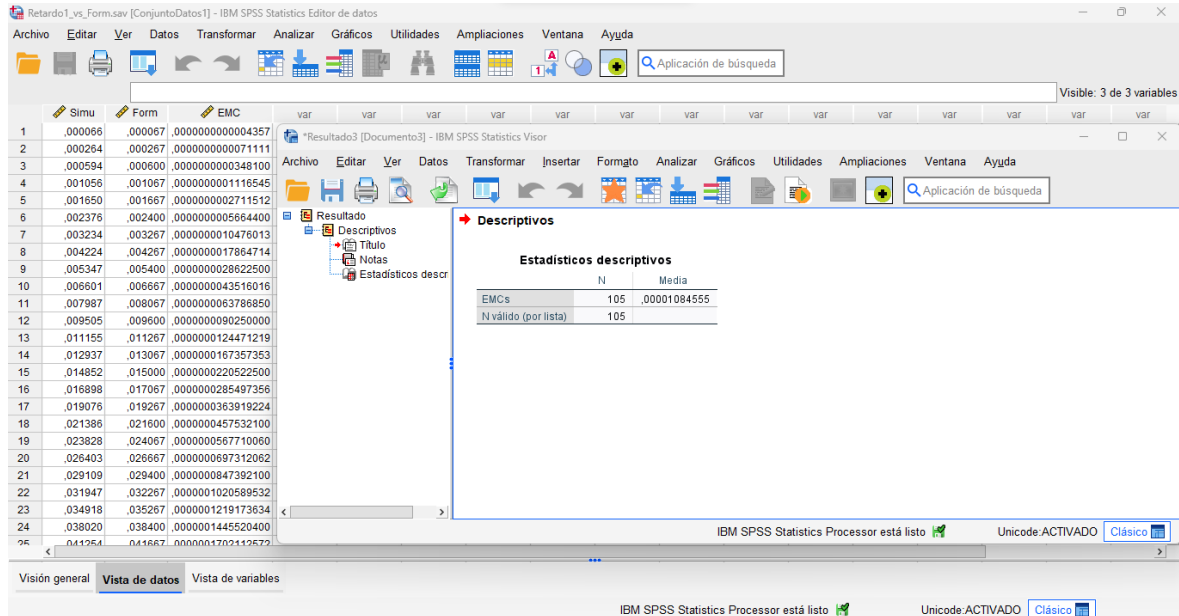 Retardo1_vs_Form.sav [ConjuntoDatos1] - IBM SPSS Statistics Editor de datos
Archivo Editar Ver Datos Transformar Analizar Gráficos Utilidades Ampliaciones Ventana Ayuda
Aplicación de búsqueda
Visible: 3 de 3 variables
Simu Form EMC var var var var var var var var var var var var var var
1 ,000066 ,000067 ,0000000000004357
2 ,000264 ,000267 ,0000000000071111
3 ,000594 ,000600 ,0000000000348100
4 ,001056 ,001067 ,0000000001116545
5 ,001650 ,001667 ,0000000002711512
6 ,002376 ,002400 ,0000000005664400
7 ,003234 ,003267 ,0000000010476013
8 ,004224 ,004267 ,0000000017864714
9 ,005347 ,005400 ,0000000028622500
10 ,006601 ,006667 ,0000000043516016
11 ,007987 ,008067 ,0000000063786850
12 ,009505 ,009600 ,0000000090250000
13 ,011155 ,011267 ,0000000124471219
14 ,012937 ,013067 ,0000000167357353
15 ,014852 ,015000 ,0000000220522500
16 ,016898 ,017067 ,0000000285497356
17 ,019076 ,019267 ,0000000363919224
18 ,021386 ,021600 ,0000000457532100
19 ,023828 ,024067 ,0000000567710060
20 ,026403 ,026667 ,0000000697312062
21 ,029109 ,029400 ,0000000847392100
22 ,031947 ,032267 ,0000001020589532
23 ,034918 ,035267 ,0000001219173634
24 ,038020 ,038400 ,0000001445520400
25 ,041254 ,041667 ,0000001702112572
*Resultado3 [Documento3] - IBM SPSS Statistics Visor
Archivo Editar Ver Datos Transformar Insertar Formato Analizar Gráficos Utilidades Ampliaciones Ventana Ayuda
Aplicación de búsqueda
Resultado
Descriptivos
Título
Notas
Estadísticos descr
Descriptivos
Estadísticos descriptivos
N Media
EMCs 105 ,00001084555
N válido (por lista) 105
IBM SPSS Statistics Processor está listo Unicode:ACTIVADO Clásico
Visión general Vista de datos Vista de variables
IBM SPSS Statistics Processor está listo Unicode:ACTIVADO Clásico